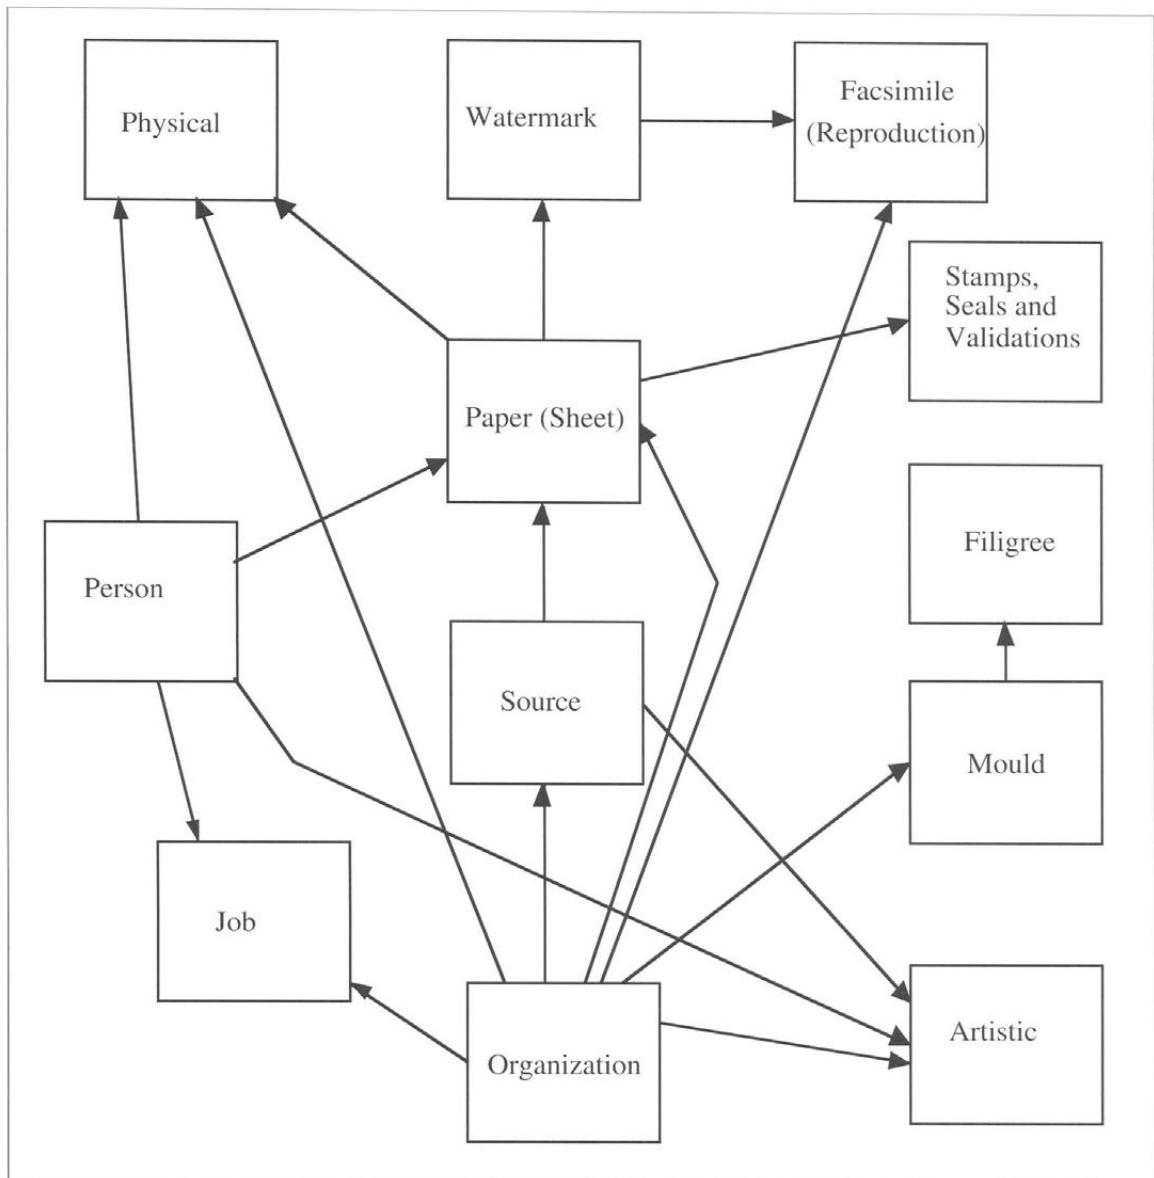 Physical
Watermark
Facsimile
(Reproduction)
Stamps,
Seals and
Validations
Paper (Sheet)
Filigree
Person
Source
Mould
Job
Artistic
Organization